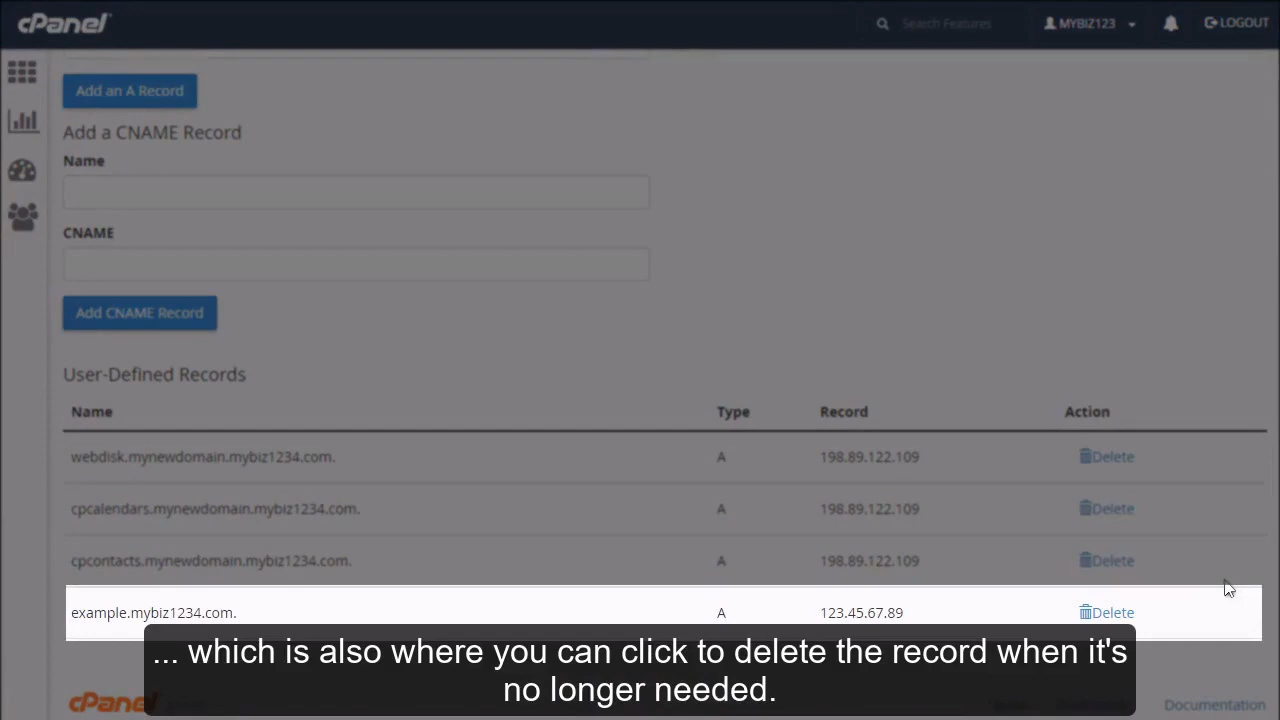 cPanel
Search Features
MYBIZ123
LOGOUT
Add an A Record
Add a CNAME Record
Name
CNAME
Add CNAME Record
User-Defined Records
Name Type Record Action
webdisk.mynewdomain.mybiz1234.com. A 198.89.122.109 Delete
cpcalendars.mynewdomain.mybiz1234.com. A 198.89.122.109 Delete
cpcontacts.mynewdomain.mybiz1234.com. A 198.89.122.109 Delete
example.mybiz1234.com. A 123.45.67.89 Delete
... which is also where you can click to delete the record when it's
no longer needed.
cPanel
Documentation